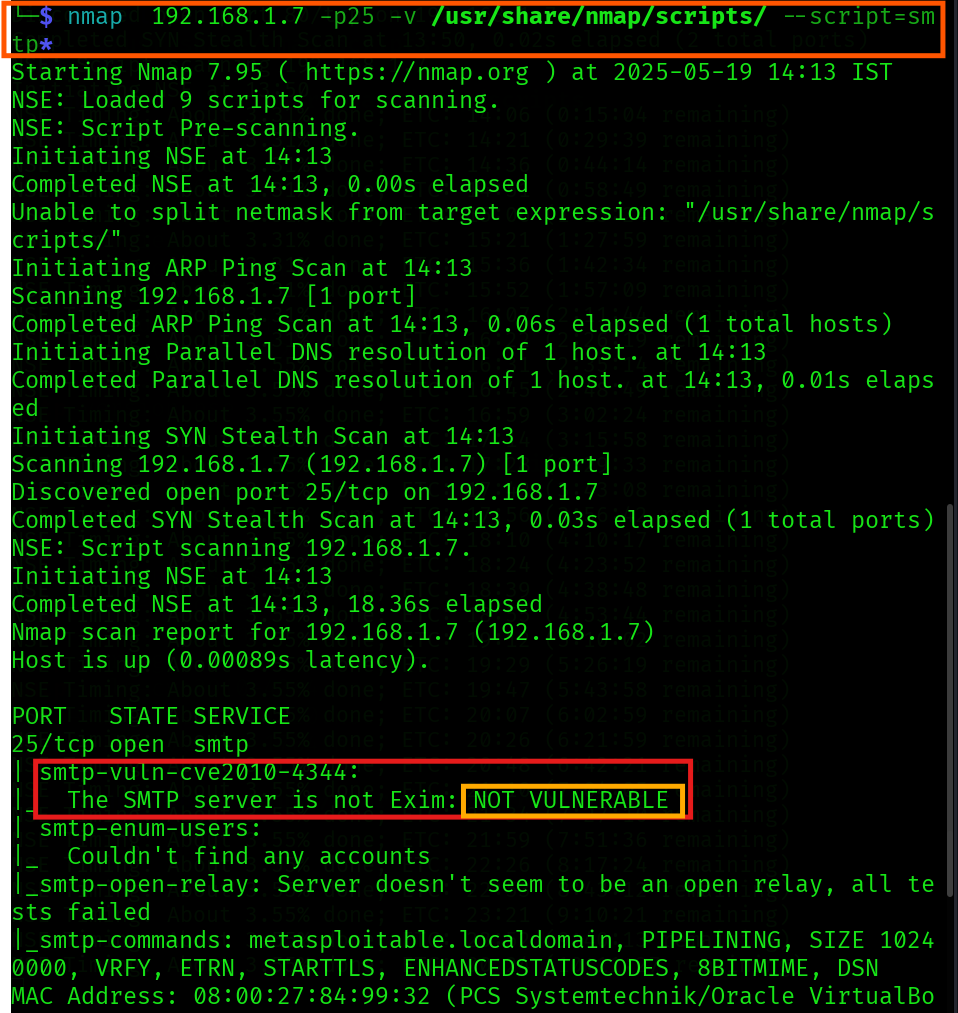 └─$ nmap  192.168.1.7 -p25 -v /usr/share/nmap/scripts/ --script=sm
tp*
Starting Nmap 7.95 ( https://nmap.org ) at 2025-05-19 14:13 IST
NSE: Loaded 9 scripts for scanning.
NSE: Script Pre-scanning.
Initiating NSE at 14:13
Completed NSE at 14:13, 0.00s elapsed
Unable to split netmask from target expression: "/usr/share/nmap/s
cripts/"
Initiating ARP Ping Scan at 14:13
Scanning 192.168.1.7 [1 port]
Completed ARP Ping Scan at 14:13, 0.06s elapsed (1 total hosts)
Initiating Parallel DNS resolution of 1 host. at 14:13
Completed Parallel DNS resolution of 1 host. at 14:13, 0.01s elaps
ed
Initiating SYN Stealth Scan at 14:13
Scanning 192.168.1.7 (192.168.1.7) [1 port]
Discovered open port 25/tcp on 192.168.1.7
Completed SYN Stealth Scan at 14:13, 0.03s elapsed (1 total ports)
NSE: Script scanning 192.168.1.7.
Initiating NSE at 14:13
Completed NSE at 14:13, 18.36s elapsed
Nmap scan report for 192.168.1.7 (192.168.1.7)
Host is up (0.00089s latency).
PORT   STATE SERVICE
25/tcp open  smtp
| smtp-vuln-cve2010-4344:
|_  The SMTP server is not Exim: NOT VULNERABLE
| smtp-enum-users:
|_  Couldn't find any accounts
|_smtp-open-relay: Server doesn't seem to be an open relay, all te
sts failed
|_smtp-commands: metasploitable.localdomain, PIPELINING, SIZE 1024
0000, VRFY, ETRN, STARTTLS, ENHANCEDSTATUSCODES, 8BITMIME, DSN
MAC Address: 08:00:27:84:99:32 (PCS Systemtechnik/Oracle VirtualBo